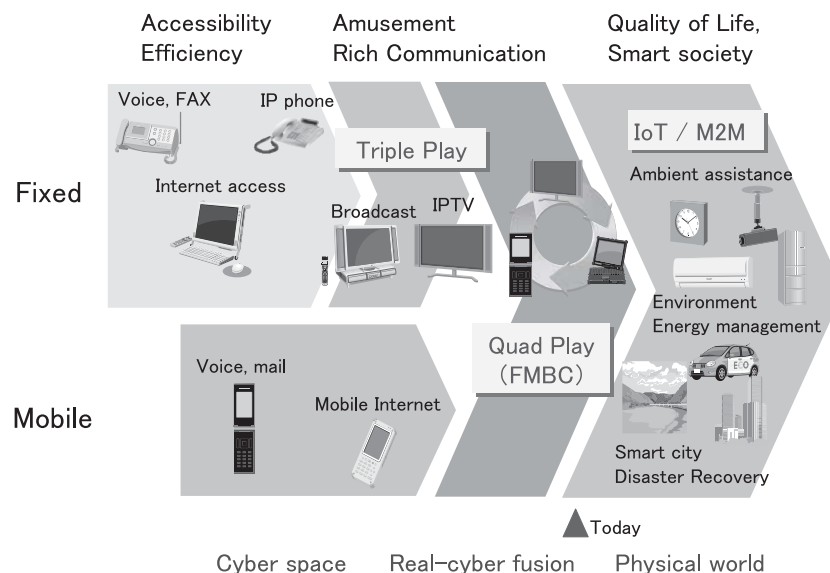 Accessibility
Efficiency
Amusement
Rich Communication
Quality of Life,
Smart society
Fixed
Voice, FAX
IP phone
Internet access
Triple Play
Broadcast
IPTV
IoT / M2M
Ambient assistance
Environment
Energy management
Quad Play
(FMBC)
ECO
Mobile
Voice, mail
Mobile Internet
Smart city
Disaster Recovery
Today
Cyber space
Real-cyber fusion
Physical world